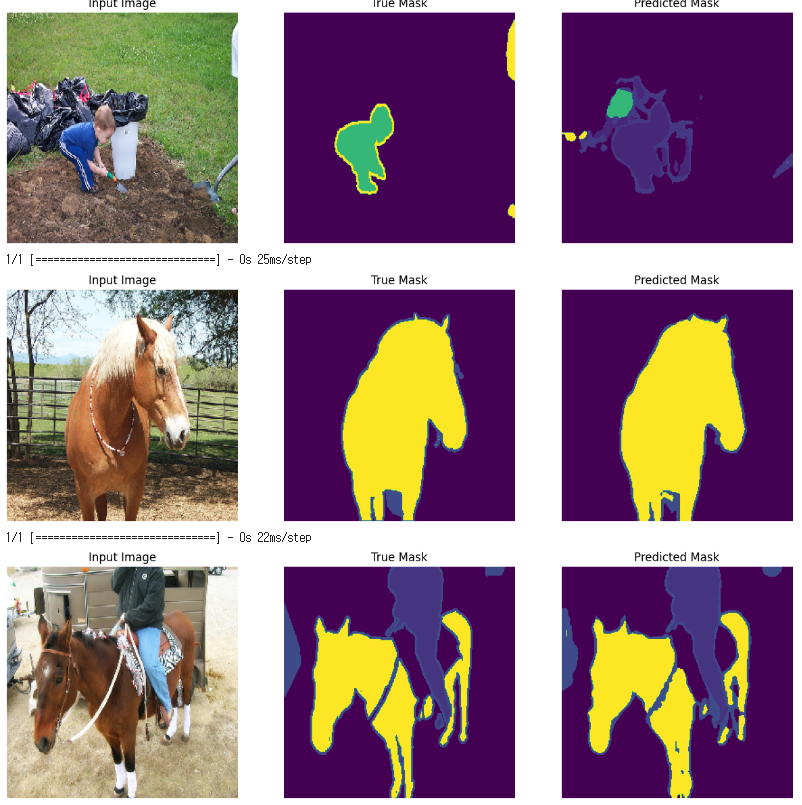 Input Image True Mask Predicted Mask
1/1 [==============================] - 0s 25ms/step
Input Image True Mask Predicted Mask
1/1 [==============================] - 0s 22ms/step
Input Image True Mask Predicted Mask